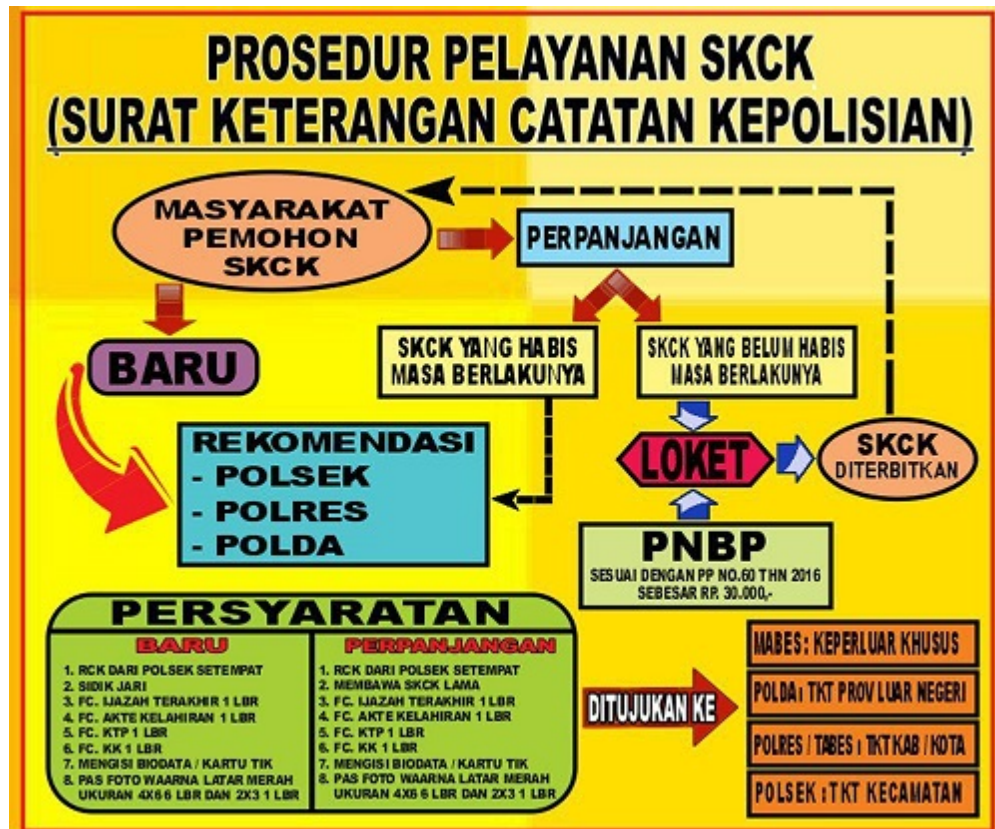 PROSEDUR PELAYANAN SKCK
(SURAT KETERANGAN CATATAN KEPOLISIAN)
MASYARAKAT
PEMOHON
SKCK
PERPANJANGAN
BARU
SKCK YANG HABIS
MASA BERLAKUNYA
SKCK YANG BELUM HABIS
MASA BERLAKUNYA
REKOMENDASI
- POLSEK
- POLRES
- POLDA
LOKET
SKCK
DITERBITKAN
PNBP
SESUAI DENGAN PP NO.60 THN 2016
SEBESAR RP. 30.000,-
PERSYARATAN
BARU
1. RCK DARI POLSEK SETEMPAT
2. SIDIK JARI
3. FC. IJAZAH TERAKHIR 1 LBR
4. FC. AKTE KELAHIRAN 1 LBR
5. FC. KTP 1 LBR
6. FC. KK 1 LBR
7. MENGISI BIODATA / KARTU TIK
8. PAS FOTO WAARNA LATAR MERAH
UKURAN 4X6 6 LBR DAN 2X3 1 LBR
PERPANJANGAN
1. RCK DARI POLSEK SETEMPAT
2. MEMBAWA SKCK LAMA
3. FC. IJAZAH TERAKHIR 1 LBR
4. FC. AKTE KELAHIRAN 1 LBR
5. FC. KTP 1 LBR
6. FC. KK 1 LBR
7. MENGISI BIODATA / KARTU TIK
8. PAS FOTO WAARNA LATAR MERAH
UKURAN 4X6 6 LBR DAN 2X3 1 LBR
DITUJUKAN KE
MABES : KEPERLUAR KHUSUS
POLDA : TKT PROV LUAR NEGERI
POLRES / TABES : TKT KAB / KOTA
POLSEK : TKT KECAMATAN